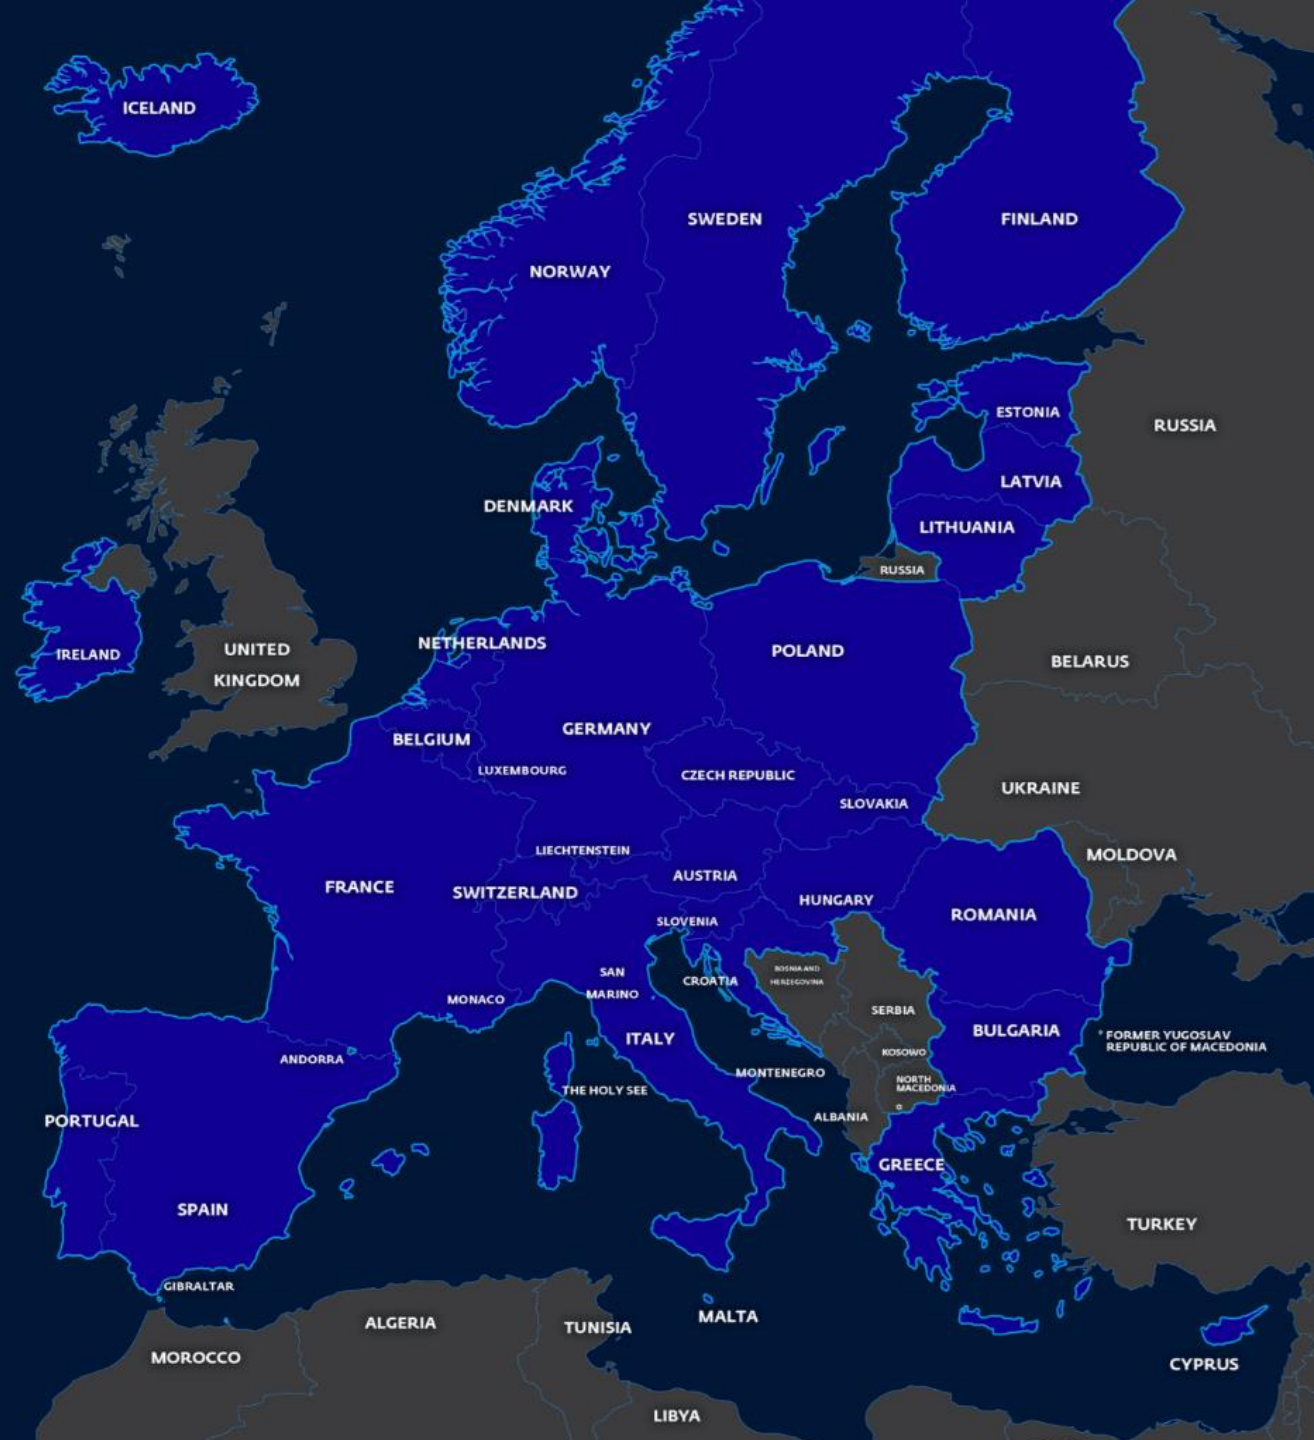 ICELAND
SWEDEN
FINLAND
NORWAY
ESTONIA
RUSSIA
LATVIA
DENMARK
LITHUANIA
RUSSIA
NETHERLANDS
UNITED
KINGDOM
IRELAND
POLAND
BELARUS
GERMANY
BELGIUM
LUXEMBOURG
CZECH REPUBLIC
UKRAINE
SLOVAKIA
LIECHTENSTEIN
MOLDOVA
AUSTRIA
FRANCE
SWITZERLAND
HUNGARY
ROMANIA
SLOVENIA
SAN
MARINO
CROATIA
BOSNIA AND
HERZEGOVINA
MONACO
SERBIA
ITALY
BULGARIA
* FORMER YUGOSLAV
REPUBLIC OF MACEDONIA
KOSOWO
ANDORRA
MONTENEGRO
NORTH
MACEDONIA
*
THE HOLY SEE
ALBANIA
PORTUGAL
GREECE
SPAIN
TURKEY
GIBRALTAR
MALTA
ALGERIA
TUNISIA
MOROCCO
CYPRUS
LIBYA